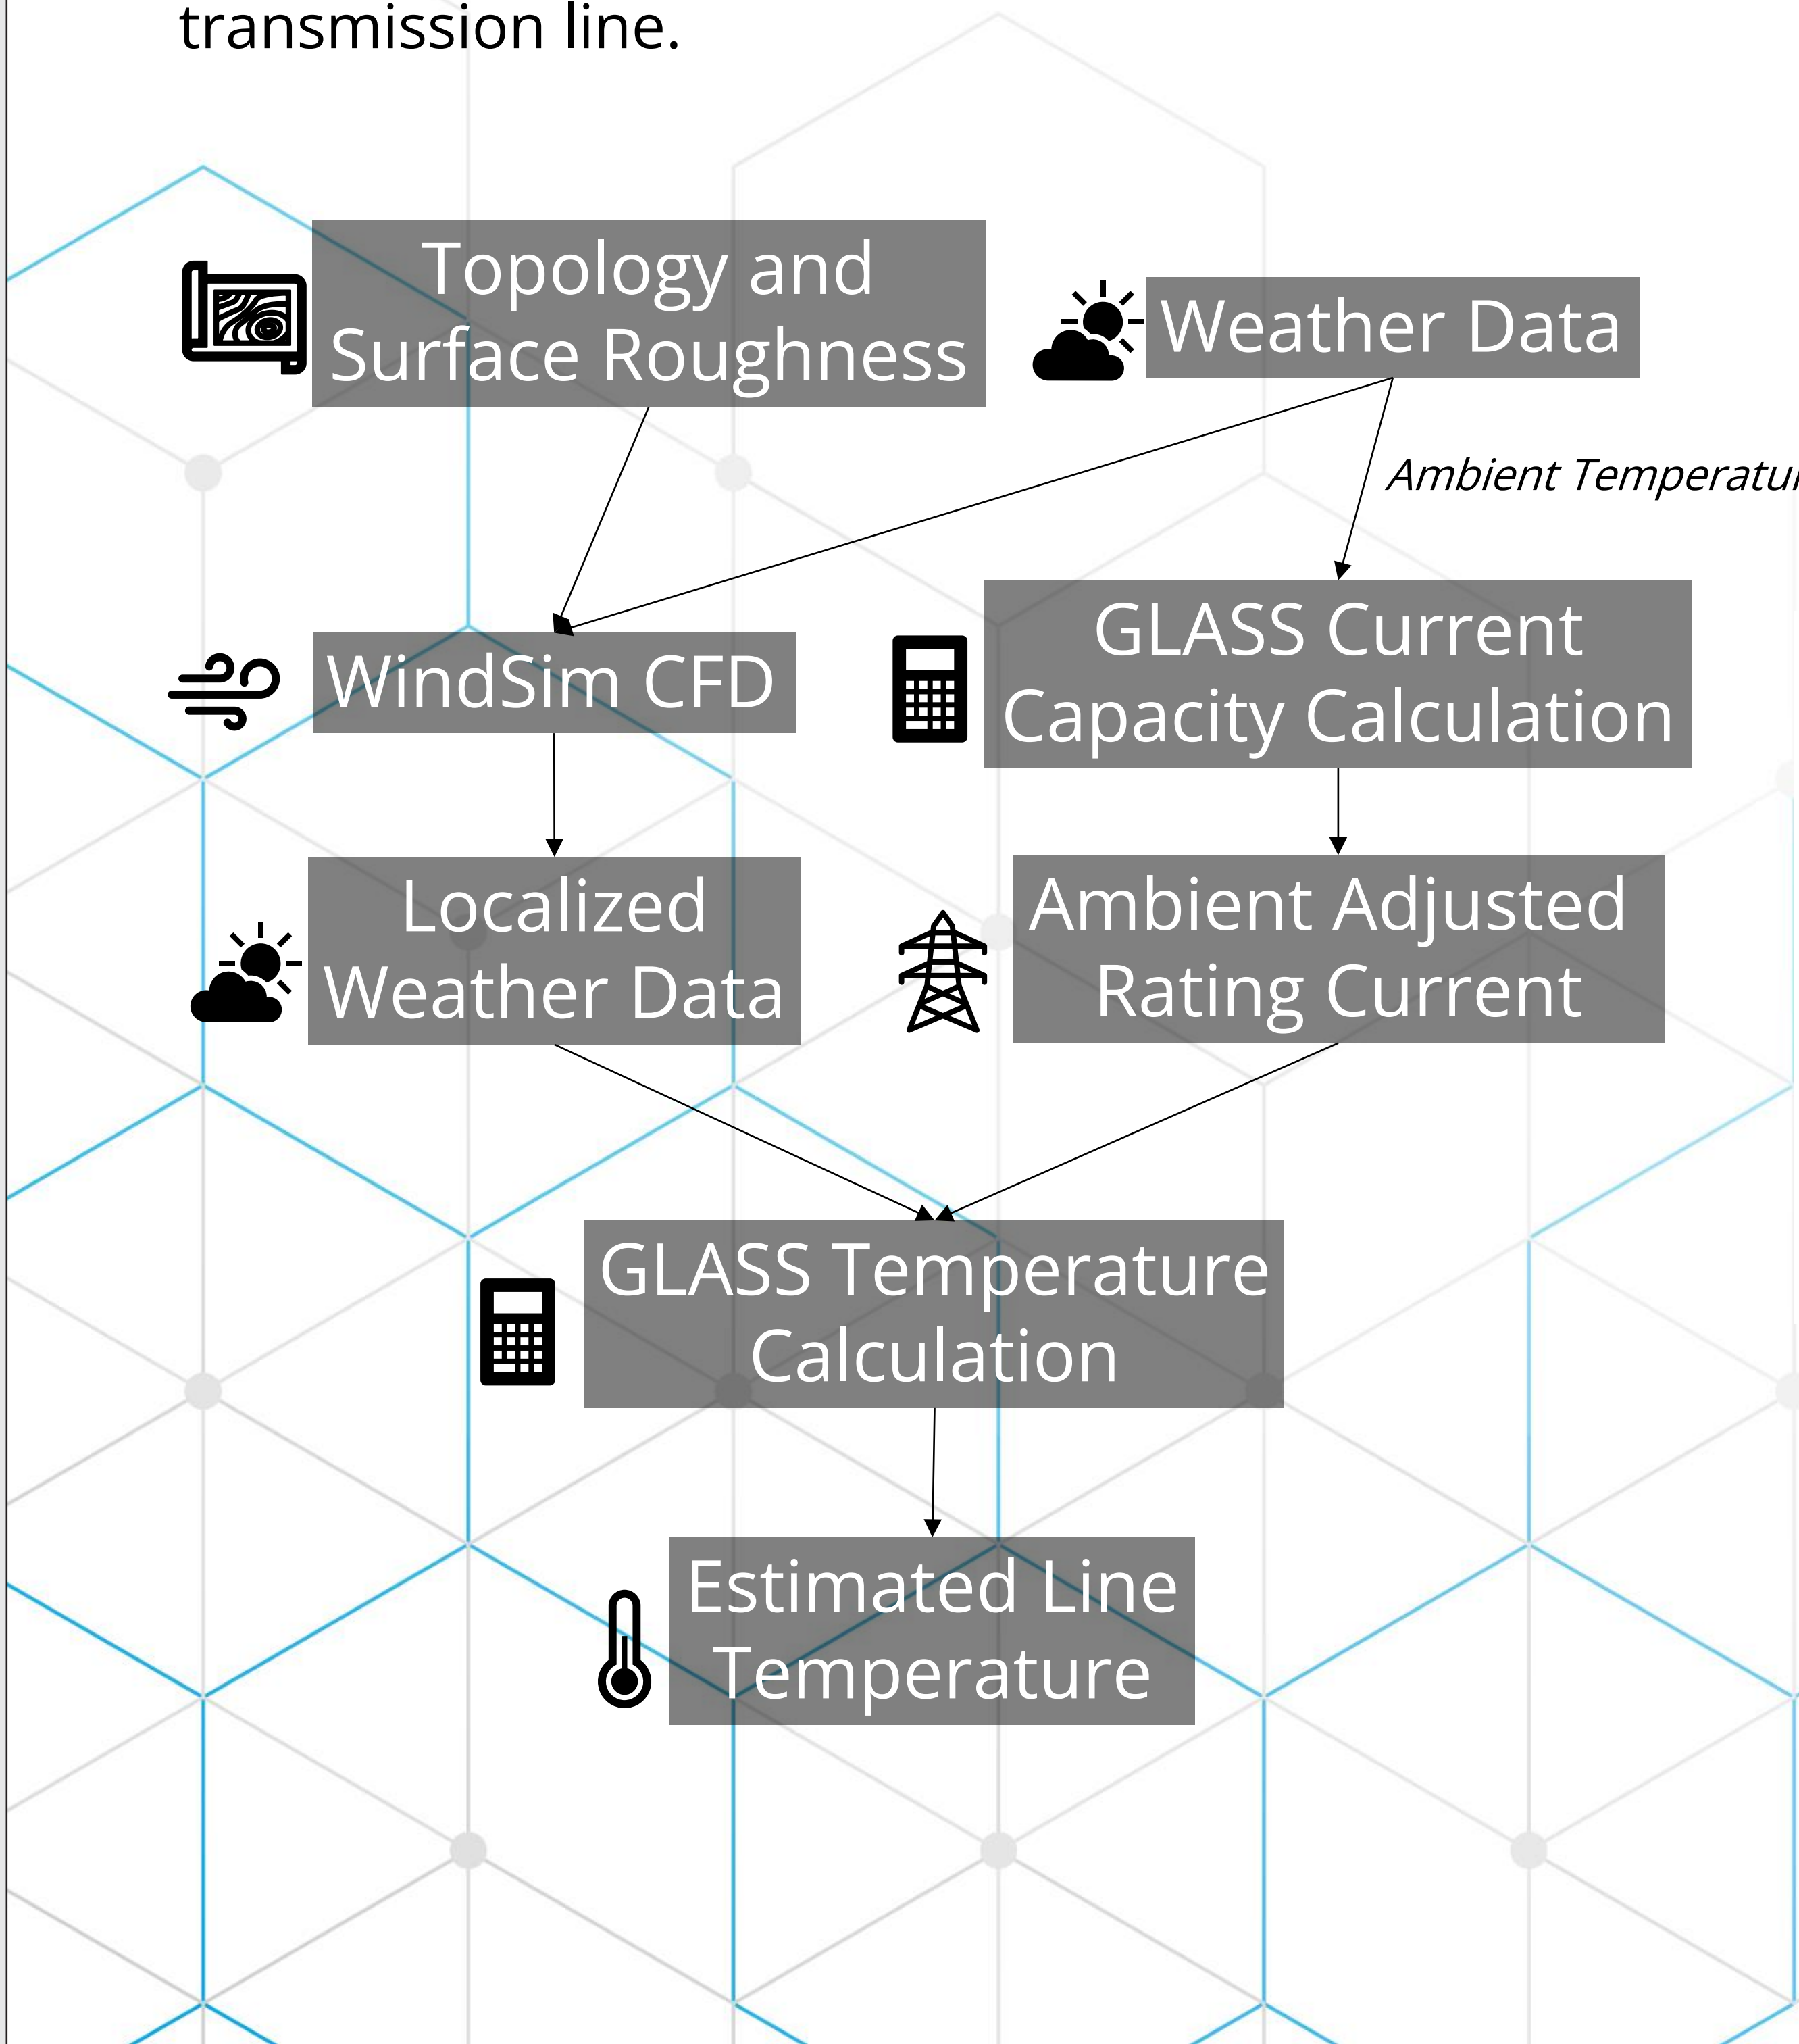 transmission line.
Topology and
Surface Roughness
Weather Data
Ambient
WindSim CFD
GLASS Current
Capacity Calculation
Localized
Weather Data
Ambient Adjusted
Rating Current
GLASS Temperature
Calculation
Estimated Line
Temperature